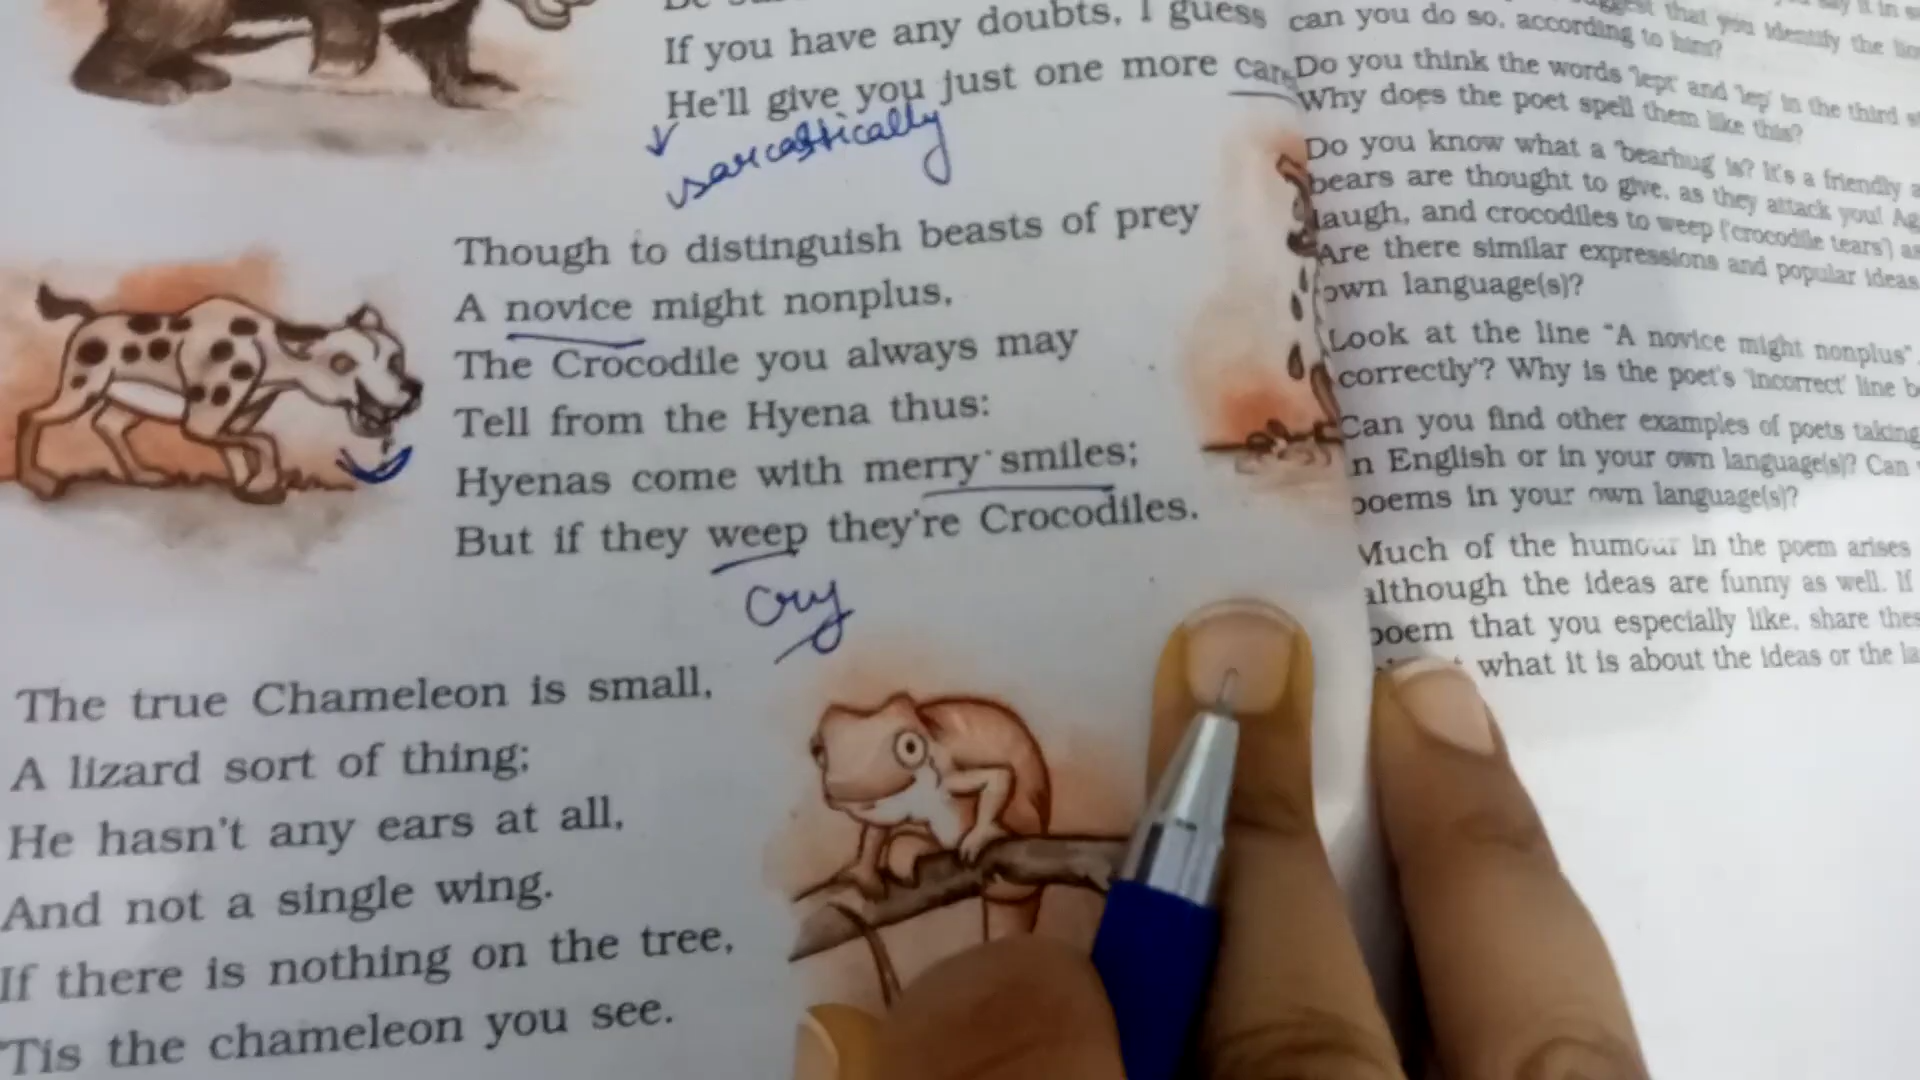 If you have any doubts, I guess
He'll give you just one more
sarcastically
Though to distinguish beasts of prey
A novice might nonplus,
The Crocodile you always may
Tell from the Hyena thus:
Hyenas come with merry smiles;
But if they weep they're Crocodiles.
cry
The true Chameleon is small,
A lizard sort of thing;
He hasn't any ears at all,
And not a single wing.
If there is nothing on the tree,
'Tis the chameleon you see.
that you identify the
can you do so, according to him?
Do you think the words 'lept' and 'lep' in the third
Why does the poet spell them like this?
Do you know what a 'bearhug' is? It's a friendly
bears are thought to give, as they attack you!
laugh, and crocodiles to weep ('crocodile tears') as
Are there similar expressions and popular ideas
own language(s)?
Look at the line "A novice might nonplus".
correctly'? Why is the poet's 'incorrect' line
Can you find other examples of poets taking
n English or in your own language(s)? Can
poems in your own language(s)?
Much of the humour in the poem arises
although the ideas are funny as well. If
poem that you especially like, share
what it is about the ideas or the